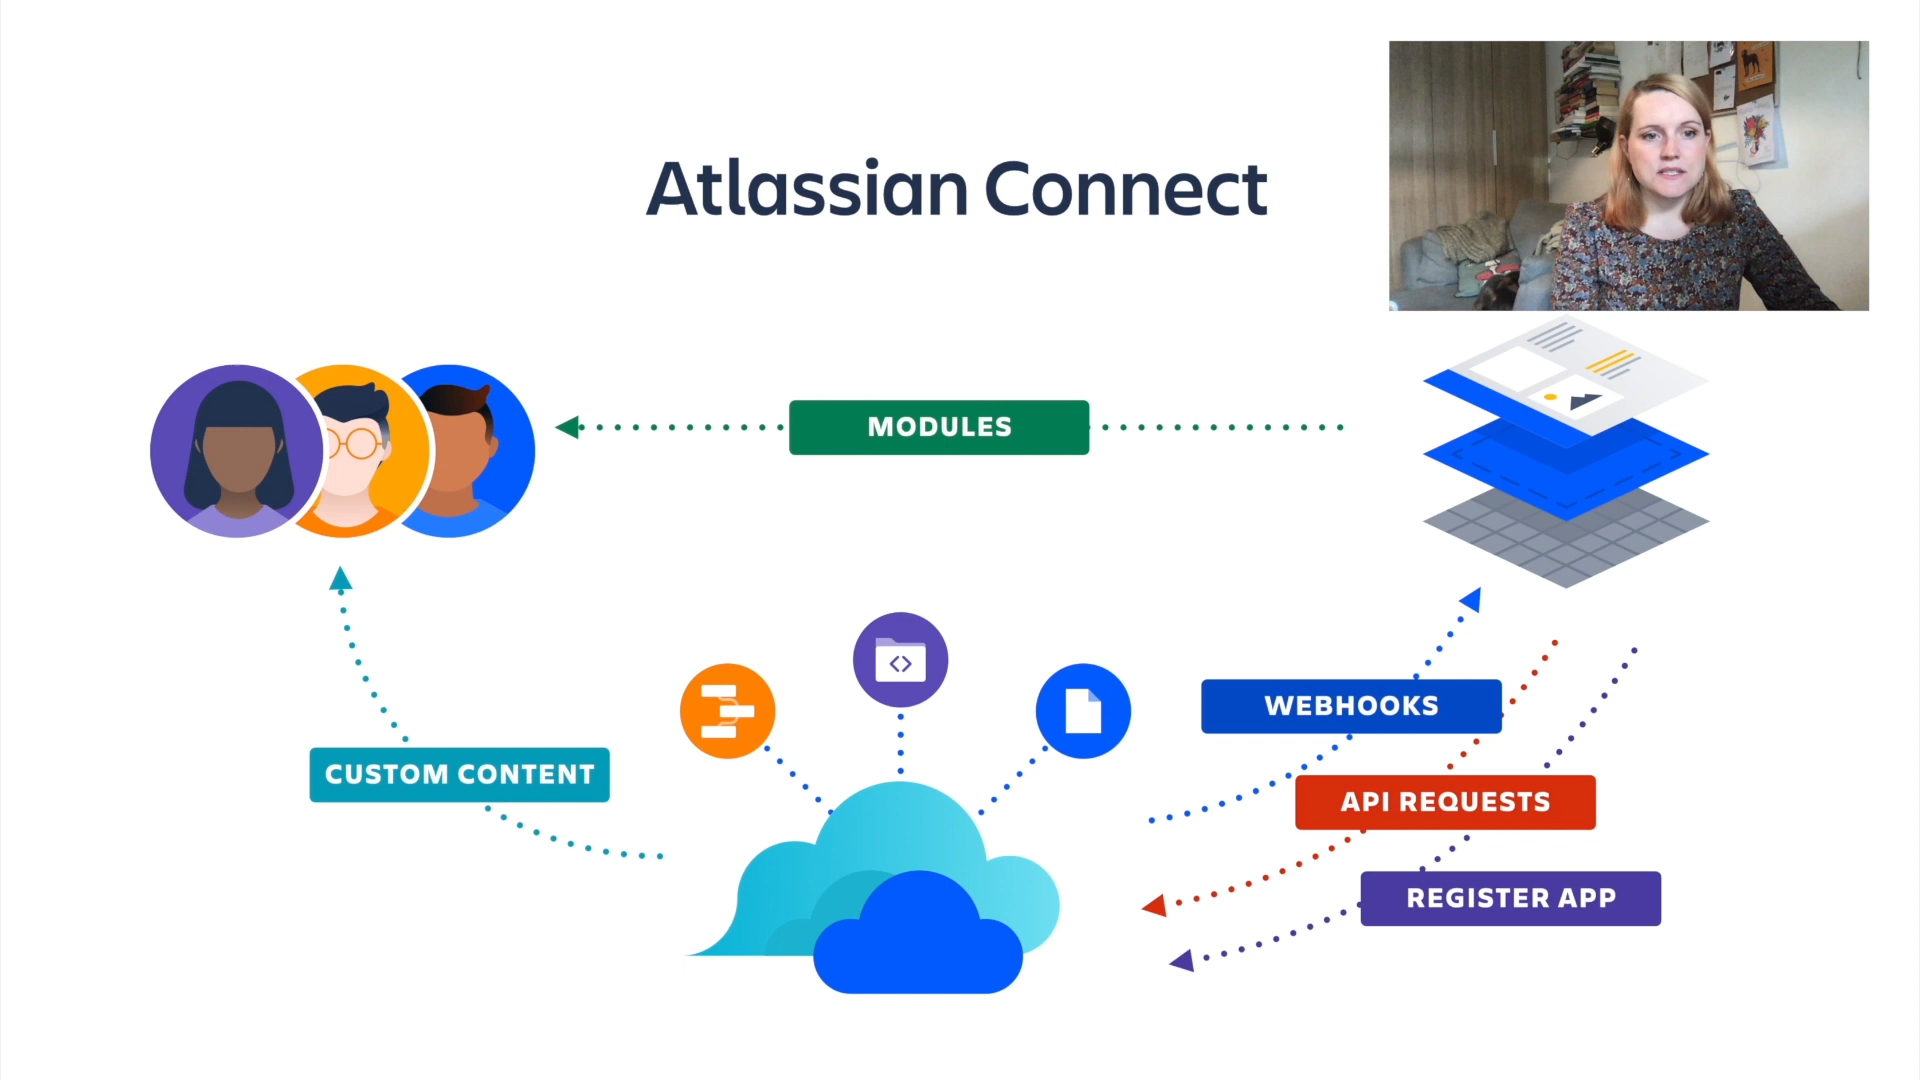 Atlassian Connect
MODULES
WEBHOOKS
CUSTOM CONTENT
API REQUESTS
REGISTER APP